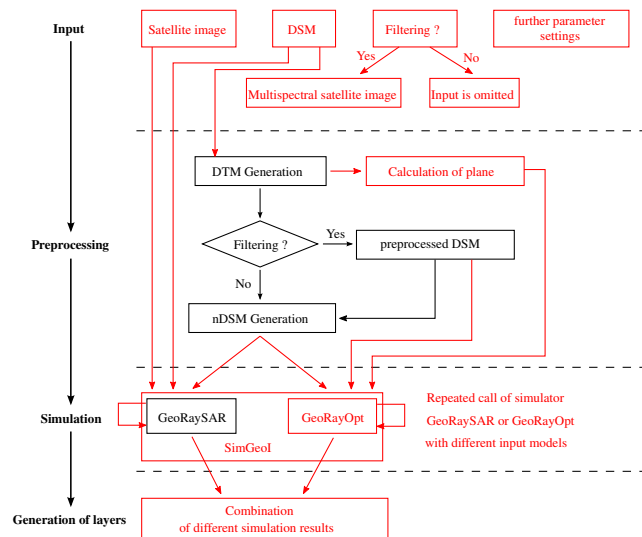 Input
Satellite image
DSM
Filtering ?
further parameter
settings
Yes
No
Multispectral satellite image
Input is omitted
DTM Generation
Calculation of plane
Preprocessing
Filtering ?
Yes
preprocessed DSM
No
nDSM Generation
Simulation
GeoRaySAR
GeoRayOpt
SimGeoI
Repeated call of simulator
GeoRaySAR or GeoRayOpt
with different input models
Generation of layers
Combination
of different simulation results